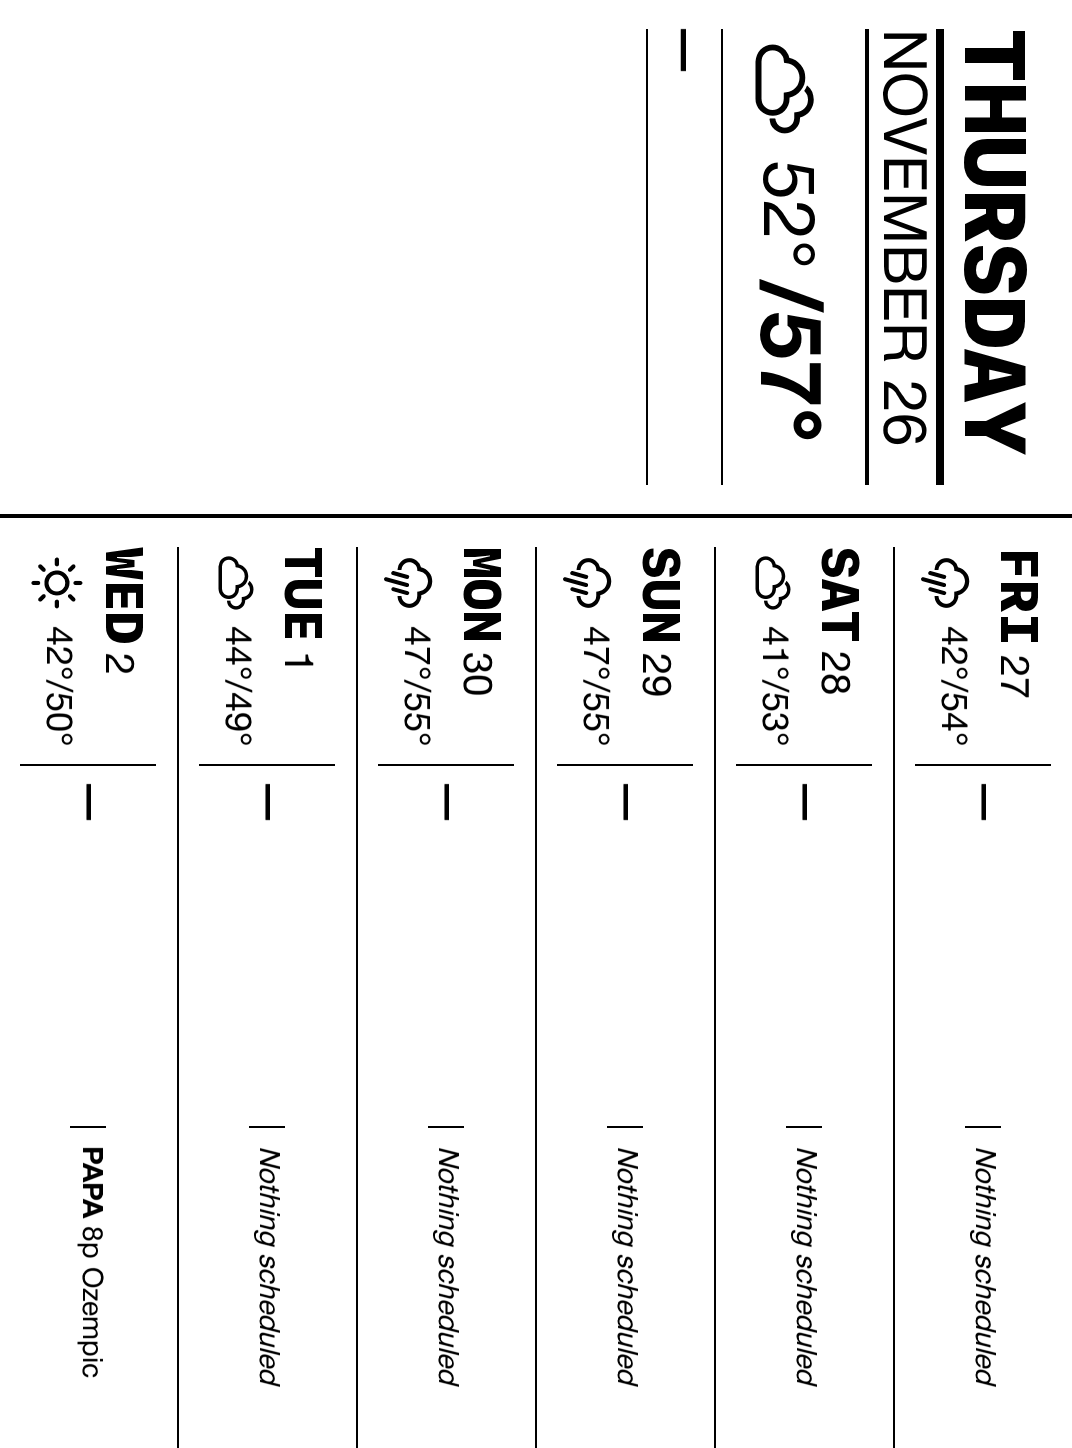 THURSDAY
NOVEMBER 26
52°/57°
—
FRI 27
42°/54°
—
Nothing scheduled
SAT 28
41°/53°
—
Nothing scheduled
SUN 29
47°/55°
—
Nothing scheduled
MON 30
47°/55°
—
Nothing scheduled
TUE 1
44°/49°
—
Nothing scheduled
WED 2
42°/50°
—
PAPA 8p Ozempic